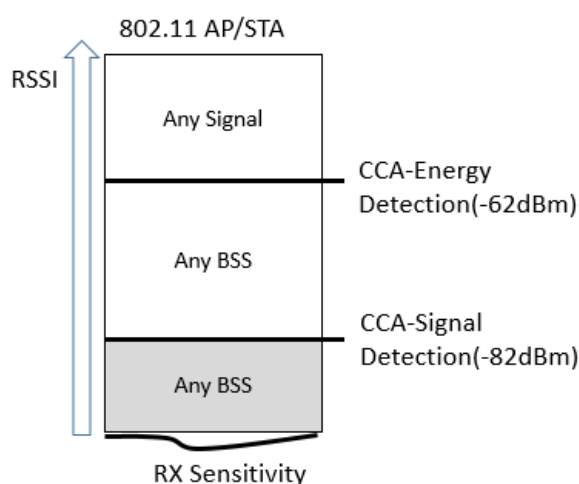 802.11 AP/STA
RSSI
Any Signal
CCA-Energy
Detection(-62dBm)
Any BSS
CCA-Signal
Detection(-82dBm)
Any BSS
RX Sensitivity